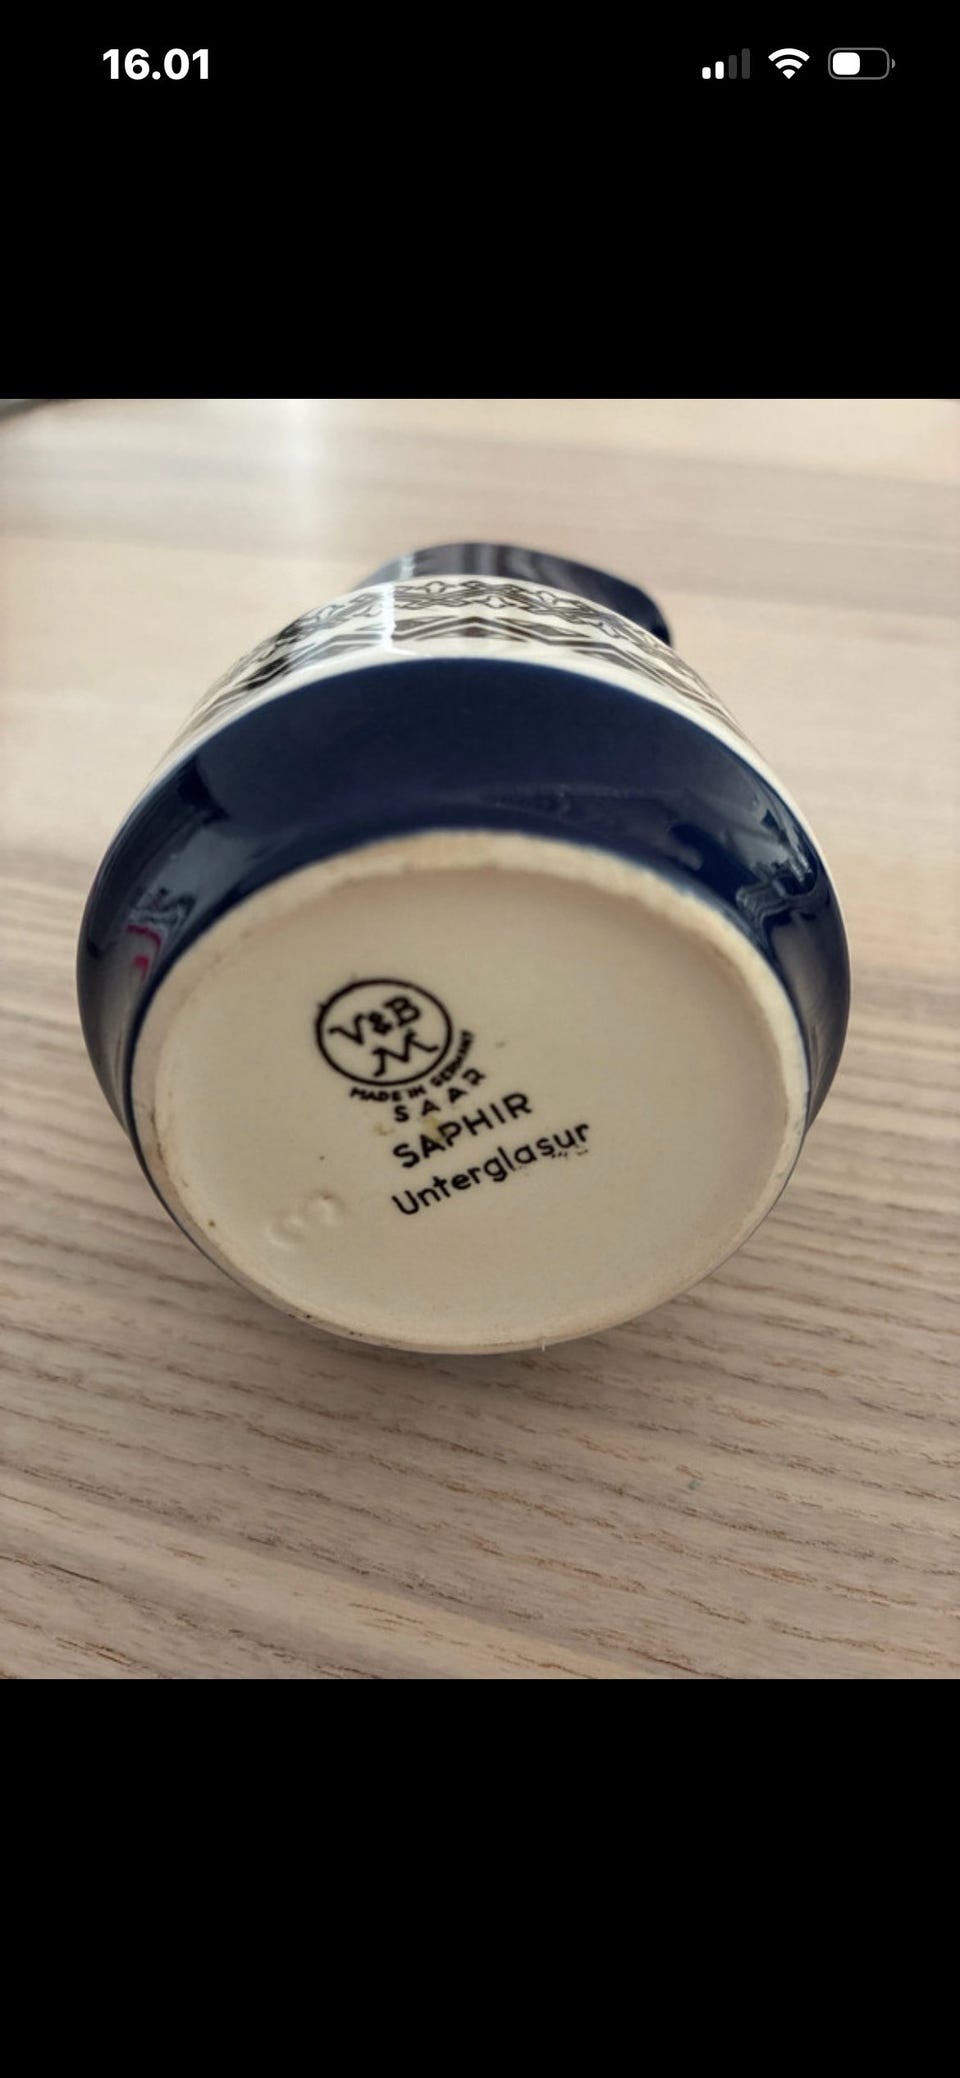 16.01
V&B
M
MADE IN GERMANY
SAAR
SAPHIR
Unterglasur